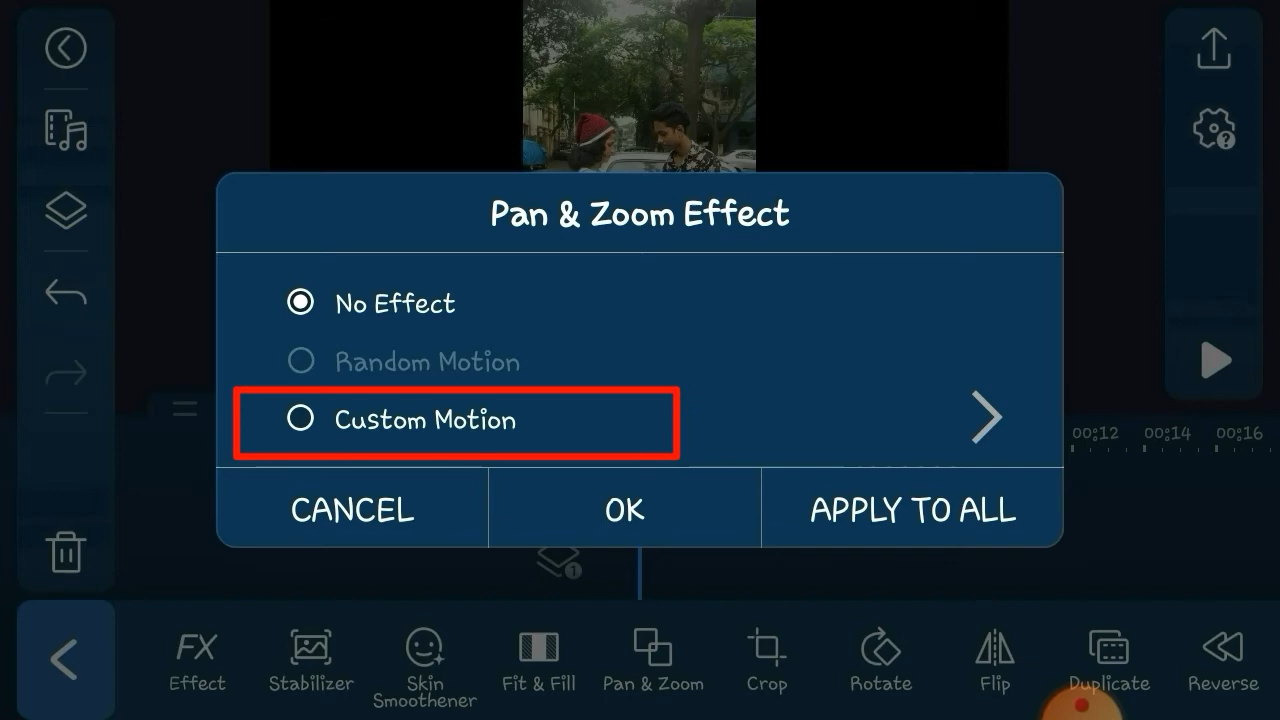 Pan & Zoom Effect
No Effect
Random Motion
Custom Motion
00:12 00:14 00:16
CANCEL OK APPLY TO ALL
1
FX
Effect Stabilizer Skin Smoothener Fit & Fill Pan & Zoom Crop Rotate Flip Duplicate Reverse